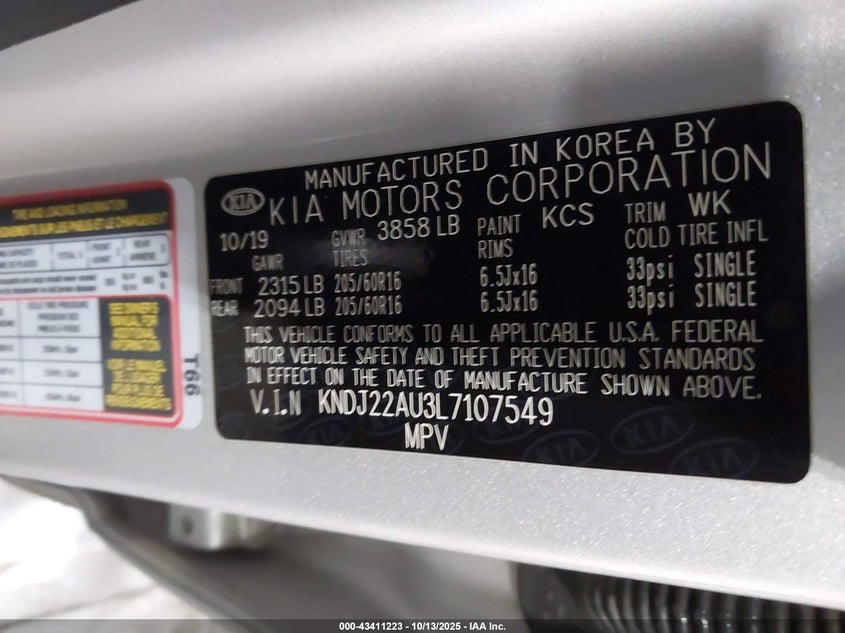 MANUFACTURED IN KOREA BY
KIA KIA MOTORS CORPORATION
10/19 GVWR 3858 LB PAINT KCS TRIM WK
GAWR TIRES RIMS COLD TIRE INFL
FRONT 2315 LB 205/60R16 6.5Jx16 33psi SINGLE
REAR 2094 LB 205/60R16 6.5Jx16 33psi SINGLE
THIS VEHICLE CONFORMS TO ALL APPLICABLE U.S.A. FEDERAL
MOTOR VEHICLE SAFETY AND THEFT PREVENTION STANDARDS
IN EFFECT ON THE DATE OF MANUFACTURE SHOWN ABOVE.
V.I.N KNDJ22AU3L7107549
MPV
T66
000-43411223 | 10/13/2025 - IAA Inc.